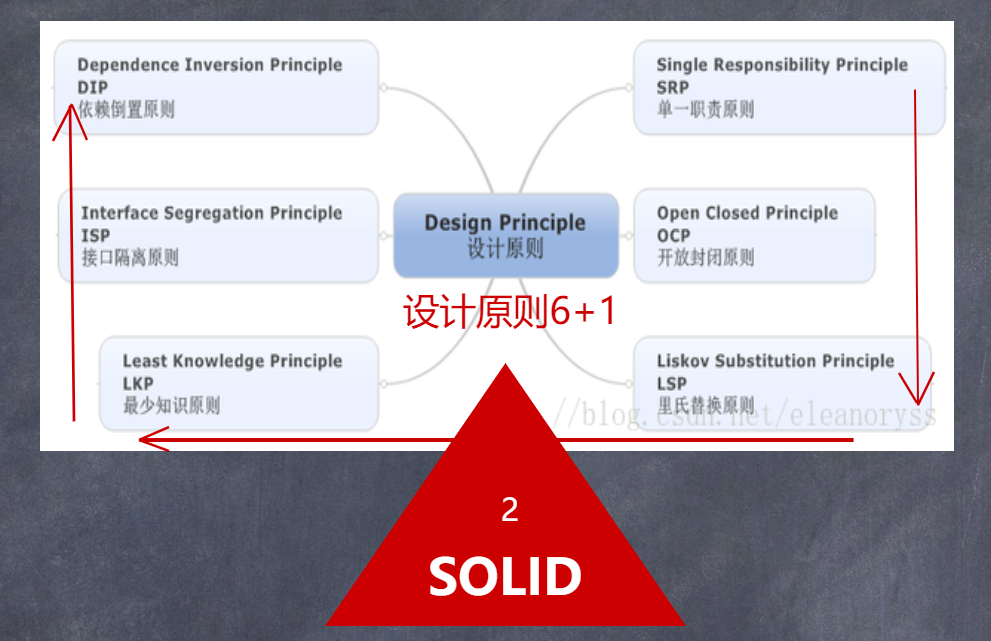 Dependence Inversion Principle
DIP
依赖倒置原则
Single Responsibility Principle
SRP
单一职责原则
Interface Segregation Principle
ISP
接口隔离原则
Design Principle
设计原则
Open Closed Principle
OCP
开放封闭原则
设计原则6+1
Least Knowledge Principle
LKP
最少知识原则
Liskov Substitution Principle
LSP
里氏替换原则
//blog.csdn.net/eleanoryss
2
SOLID